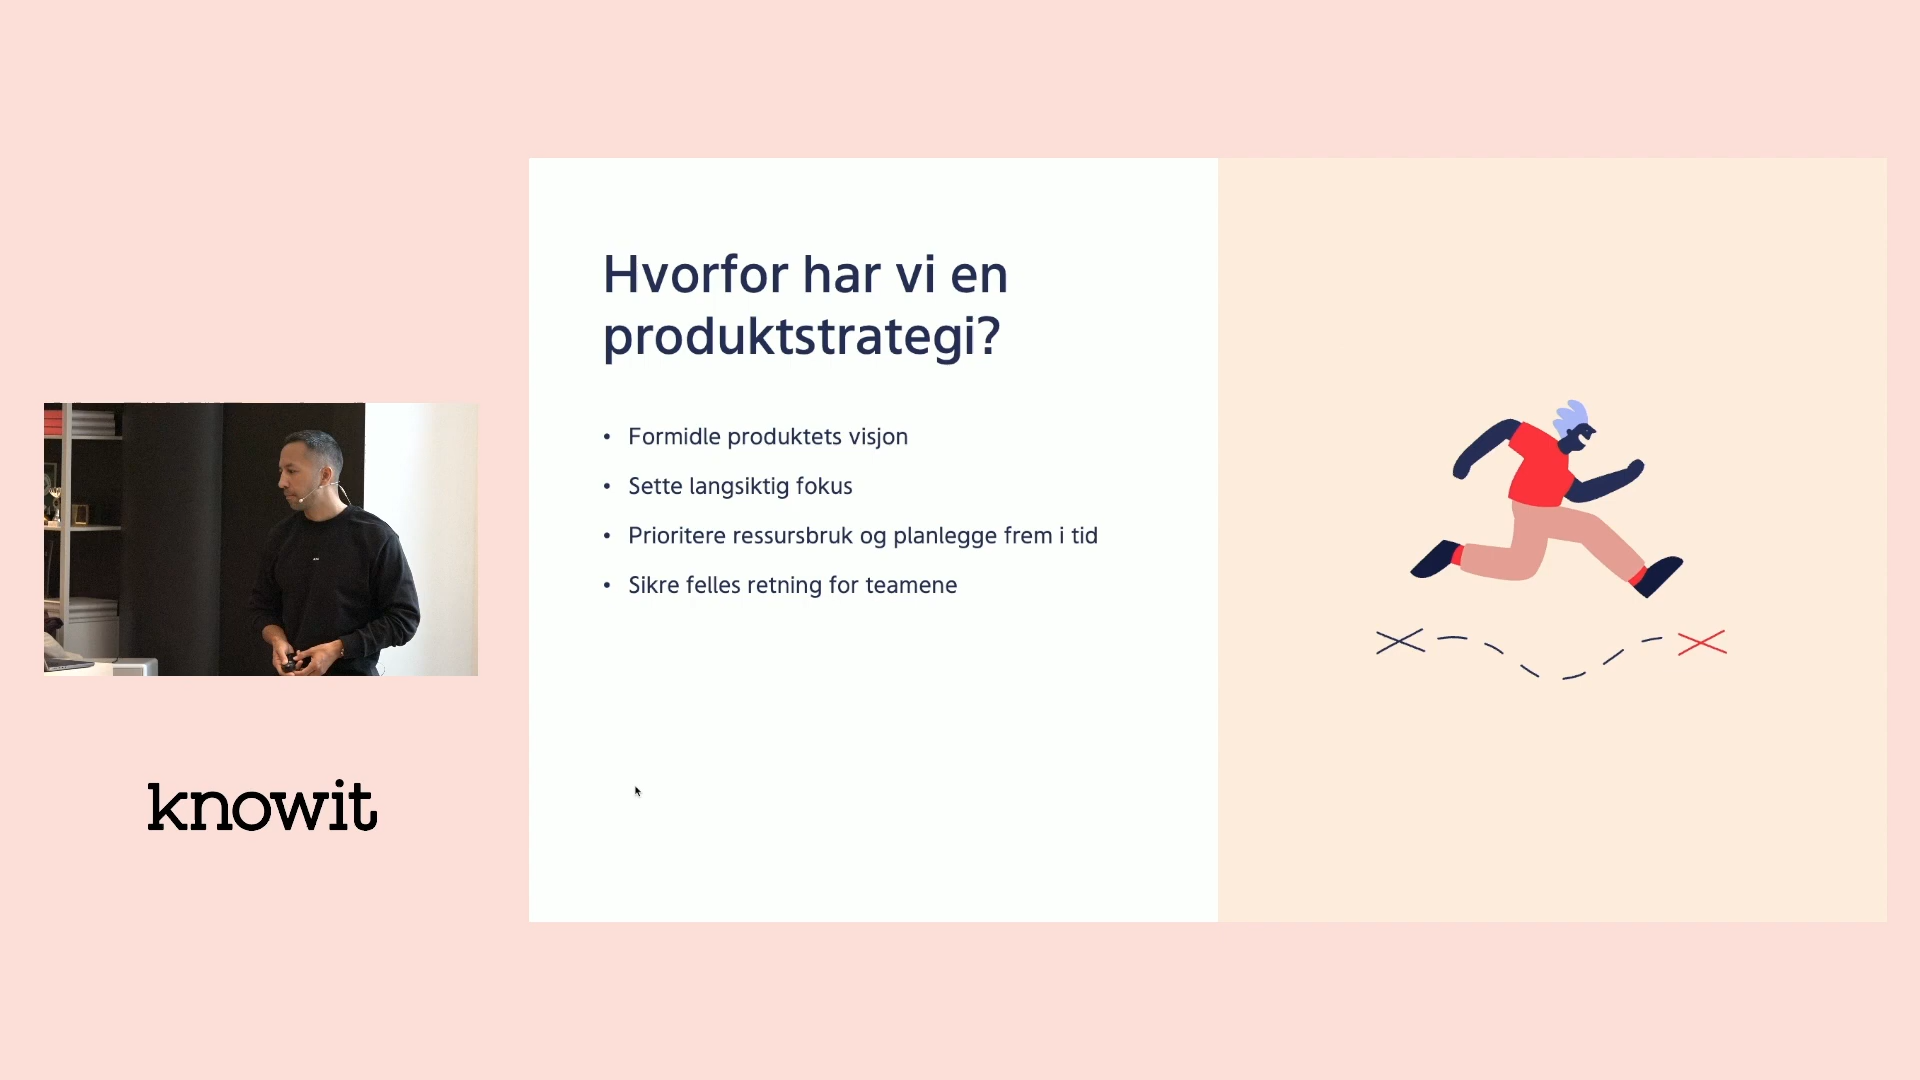 Hvorfor har vi en
produktstrategi?
• Formidle produktets visjon
• Sette langsiktig fokus
• Prioritere ressursbruk og planlegge frem i tid
• Sikre felles retning for teamene
knowit